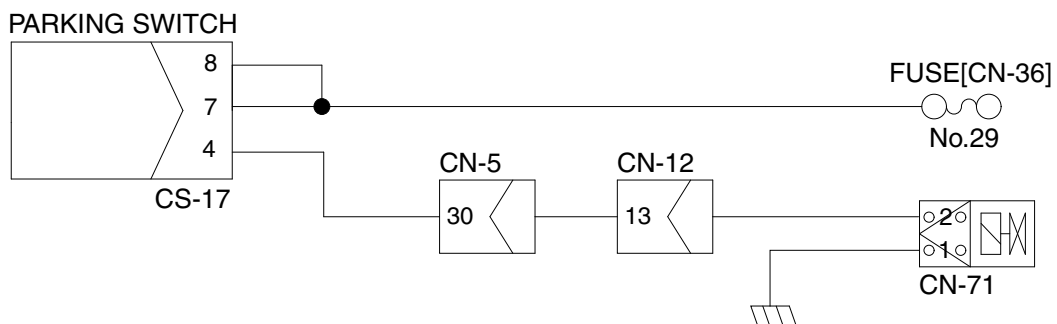 PARKING SWITCH
8
7
4
CS-17
FUSE[CN-36]
No.29
CN-5
30
CN-12
13
2
1
CN-71